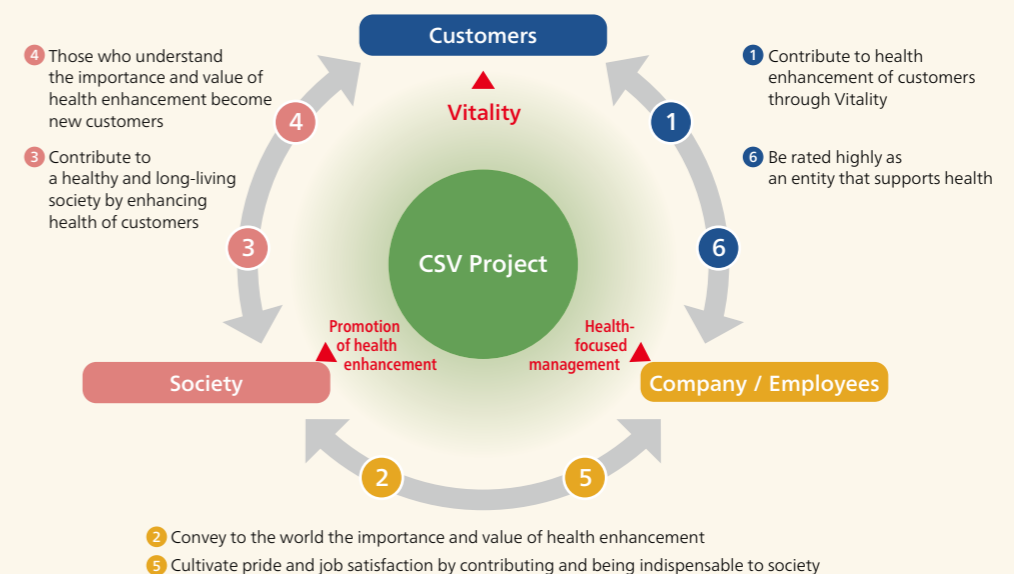 Customers
4 Those who understand
the importance and value of
health enhancement become
new customers
1 Contribute to health
enhancement of customers
through Vitality
Vitality
4
1
3 Contribute to
a healthy and long-living
society by enhancing
health of customers
6 Be rated highly as
an entity that supports health
3
6
CSV Project
Promotion
of health
enhancement
Health-
focused
management
Society
Company / Employees
2
5
2 Convey to the world the importance and value of health enhancement
5 Cultivate pride and job satisfaction by contributing and being indispensable to society